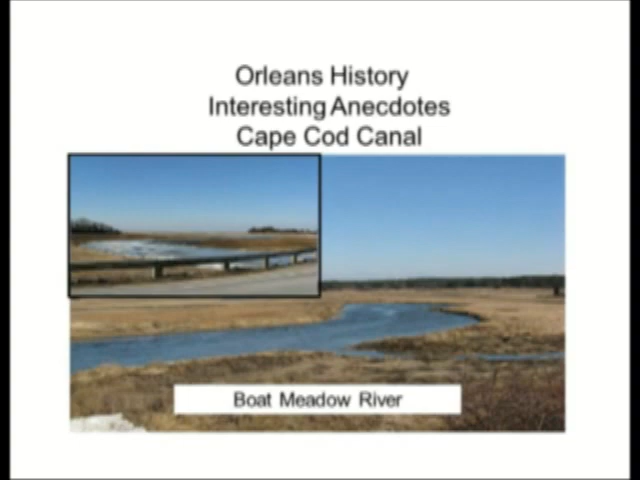 Orleans History
Interesting Anecdotes
Cape Cod Canal
Boat Meadow River